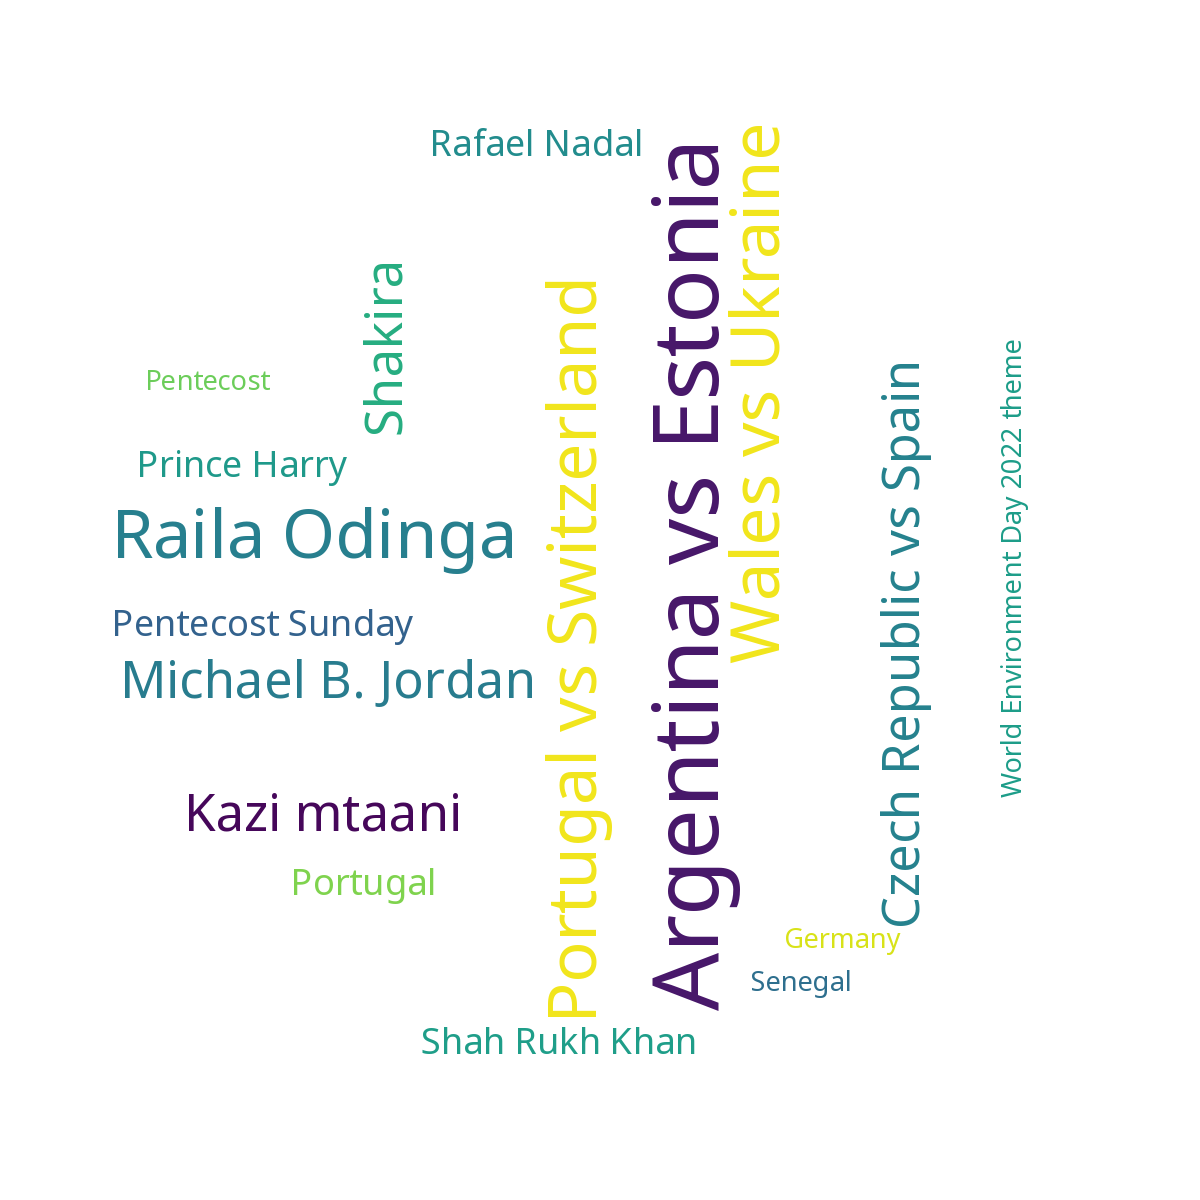 Rafael Nadal
Shakira
Pentecost
Prince Harry
Raila Odinga
Pentecost Sunday
Michael B. Jordan
Kazi mtaani
Portugal
Portugal vs Switzerland
Argentina vs Estonia
Wales vs Ukraine
Czech Republic vs Spain
World Environment Day 2022 theme
Germany
Senegal
Shah Rukh Khan